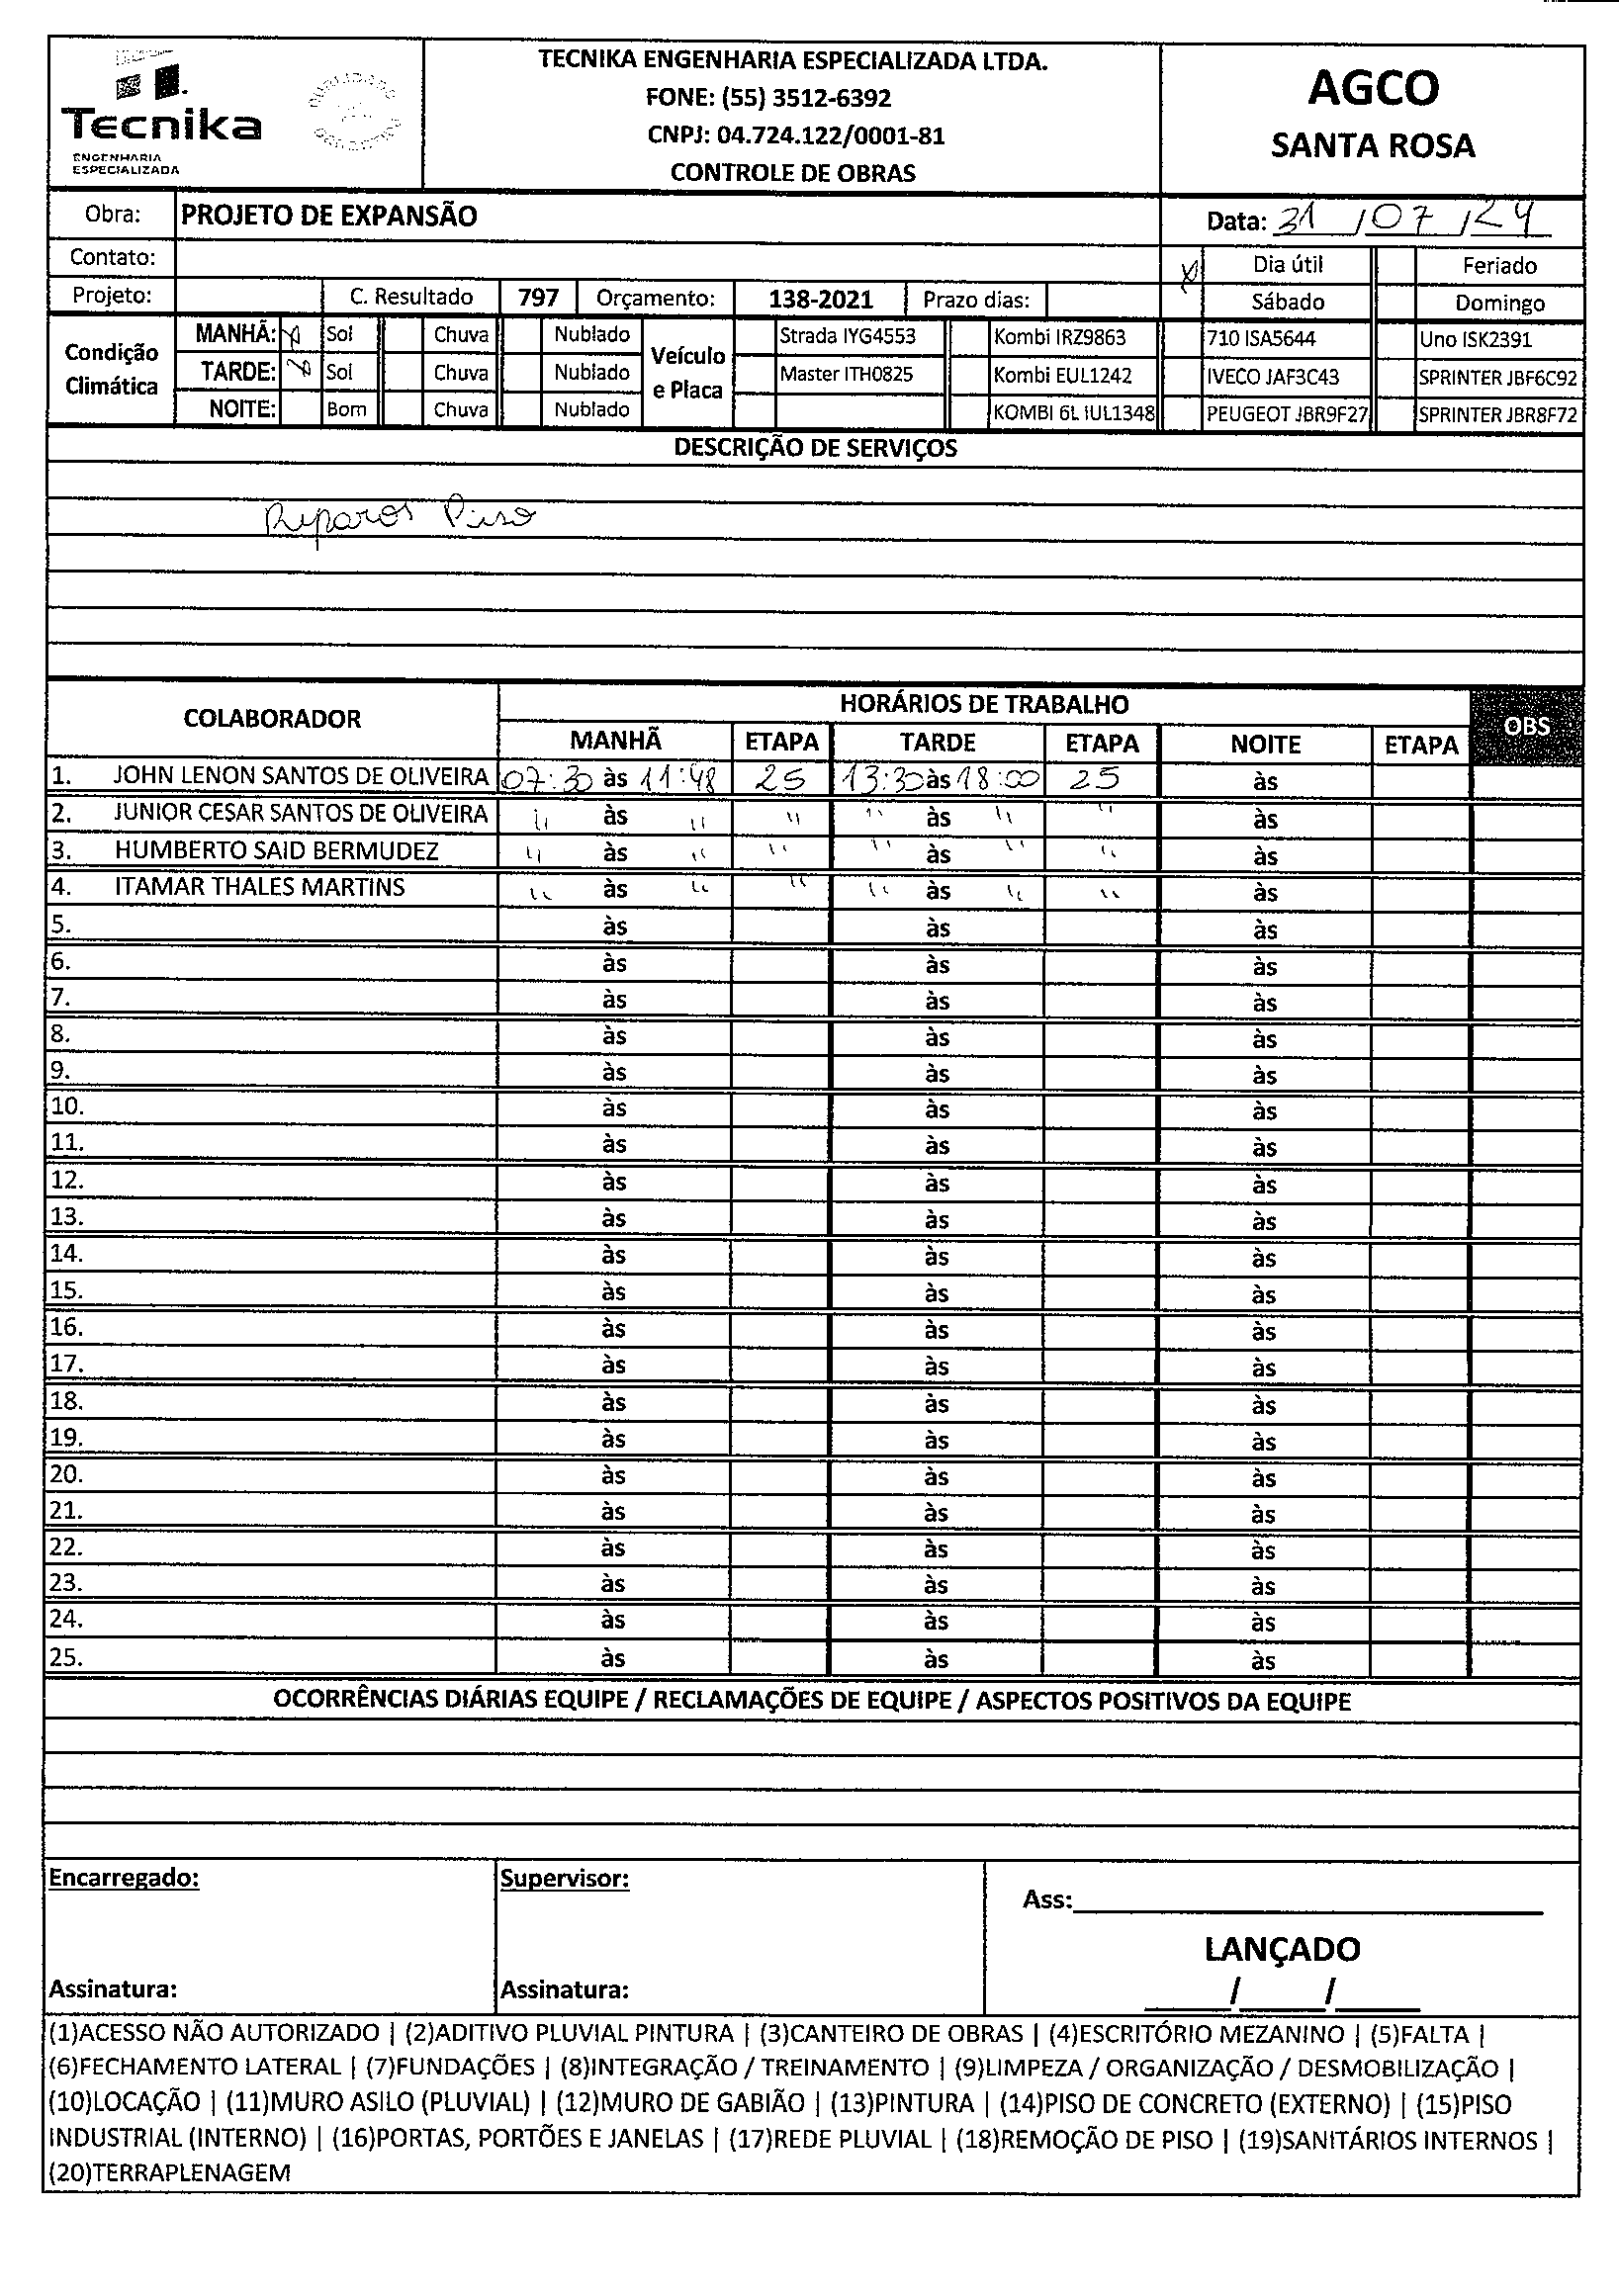 Tecnika
ENGENHARIA
ESPECIALIZADA
TECNIKA ENGENHARIA ESPECIALIZADA LTDA.
FONE: (55) 3512-6392
CNPJ: 04.724.122/0001-81
CONTROLE DE OBRAS
AGCO
SANTA ROSA
Obra: PROJETO DE EXPANSÃO
Data: 31/07/24
Contato:
X Dia útil Feriado
Projeto: C. Resultado 797 Orçamento: 138-2021 Prazo dias: Sábado Domingo
Condição Climática
MANHÃ: X Sol Chuva Nublado
TARDE: X Sol Chuva Nublado
NOITE: Bom Chuva Nublado
Veículo e Placa
Strada IYG4553 Kombi IRZ9863 710 ISA5644 Uno ISK2391
Master ITH0825 Kombi EUL1242 IVECO JAF3C43 SPRINTER JBF6C92
KOMBI 6L IUL1348 PEUGEOT JBR9F27 SPRINTER JBR8F72
DESCRIÇÃO DE SERVIÇOS
Reparos Piso
COLABORADOR HORÁRIOS DE TRABALHO OBS
MANHÃ ETAPA TARDE ETAPA NOITE ETAPA
1. JOHN LENON SANTOS DE OLIVEIRA 07:30 às 11:48 25 13:30 às 18:00 25 às
2. JUNIOR CESAR SANTOS DE OLIVEIRA " às " " " às " " às
3. HUMBERTO SAID BERMUDEZ " às " " " às " " às
4. ITAMAR THALES MARTINS " às " " " às " " às
5. às às às
6. às às às
7. às às às
8. às às às
9. às às às
10. às às às
11. às às às
12. às às às
13. às às às
14. às às às
15. às às às
16. às às às
17. às às às
18. às às às
19. às às às
20. às às às
21. às às às
22. às às às
23. às às às
24. às às às
25. às às às
OCORRÊNCIAS DIÁRIAS EQUIPE / RECLAMAÇÕES DE EQUIPE / ASPECTOS POSITIVOS DA EQUIPE
Encarregado:
Assinatura:
Supervisor:
Assinatura:
Ass:
LANÇADO
/ /
(1)ACESSO NÃO AUTORIZADO | (2)ADITIVO PLUVIAL PINTURA | (3)CANTEIRO DE OBRAS | (4)ESCRITÓRIO MEZANINO | (5)FALTA |
(6)FECHAMENTO LATERAL | (7)FUNDAÇÕES | (8)INTEGRAÇÃO / TREINAMENTO | (9)LIMPEZA / ORGANIZAÇÃO / DESMOBILIZAÇÃO |
(10)LOCAÇÃO | (11)MURO ASILO (PLUVIAL) | (12)MURO DE GABIÃO | (13)PINTURA | (14)PISO DE CONCRETO (EXTERNO) | (15)PISO
INDUSTRIAL (INTERNO) | (16)PORTAS, PORTÕES E JANELAS | (17)REDE PLUVIAL | (18)REMOÇÃO DE PISO | (19)SANITÁRIOS INTERNOS |
(20)TERRAPLENAGEM